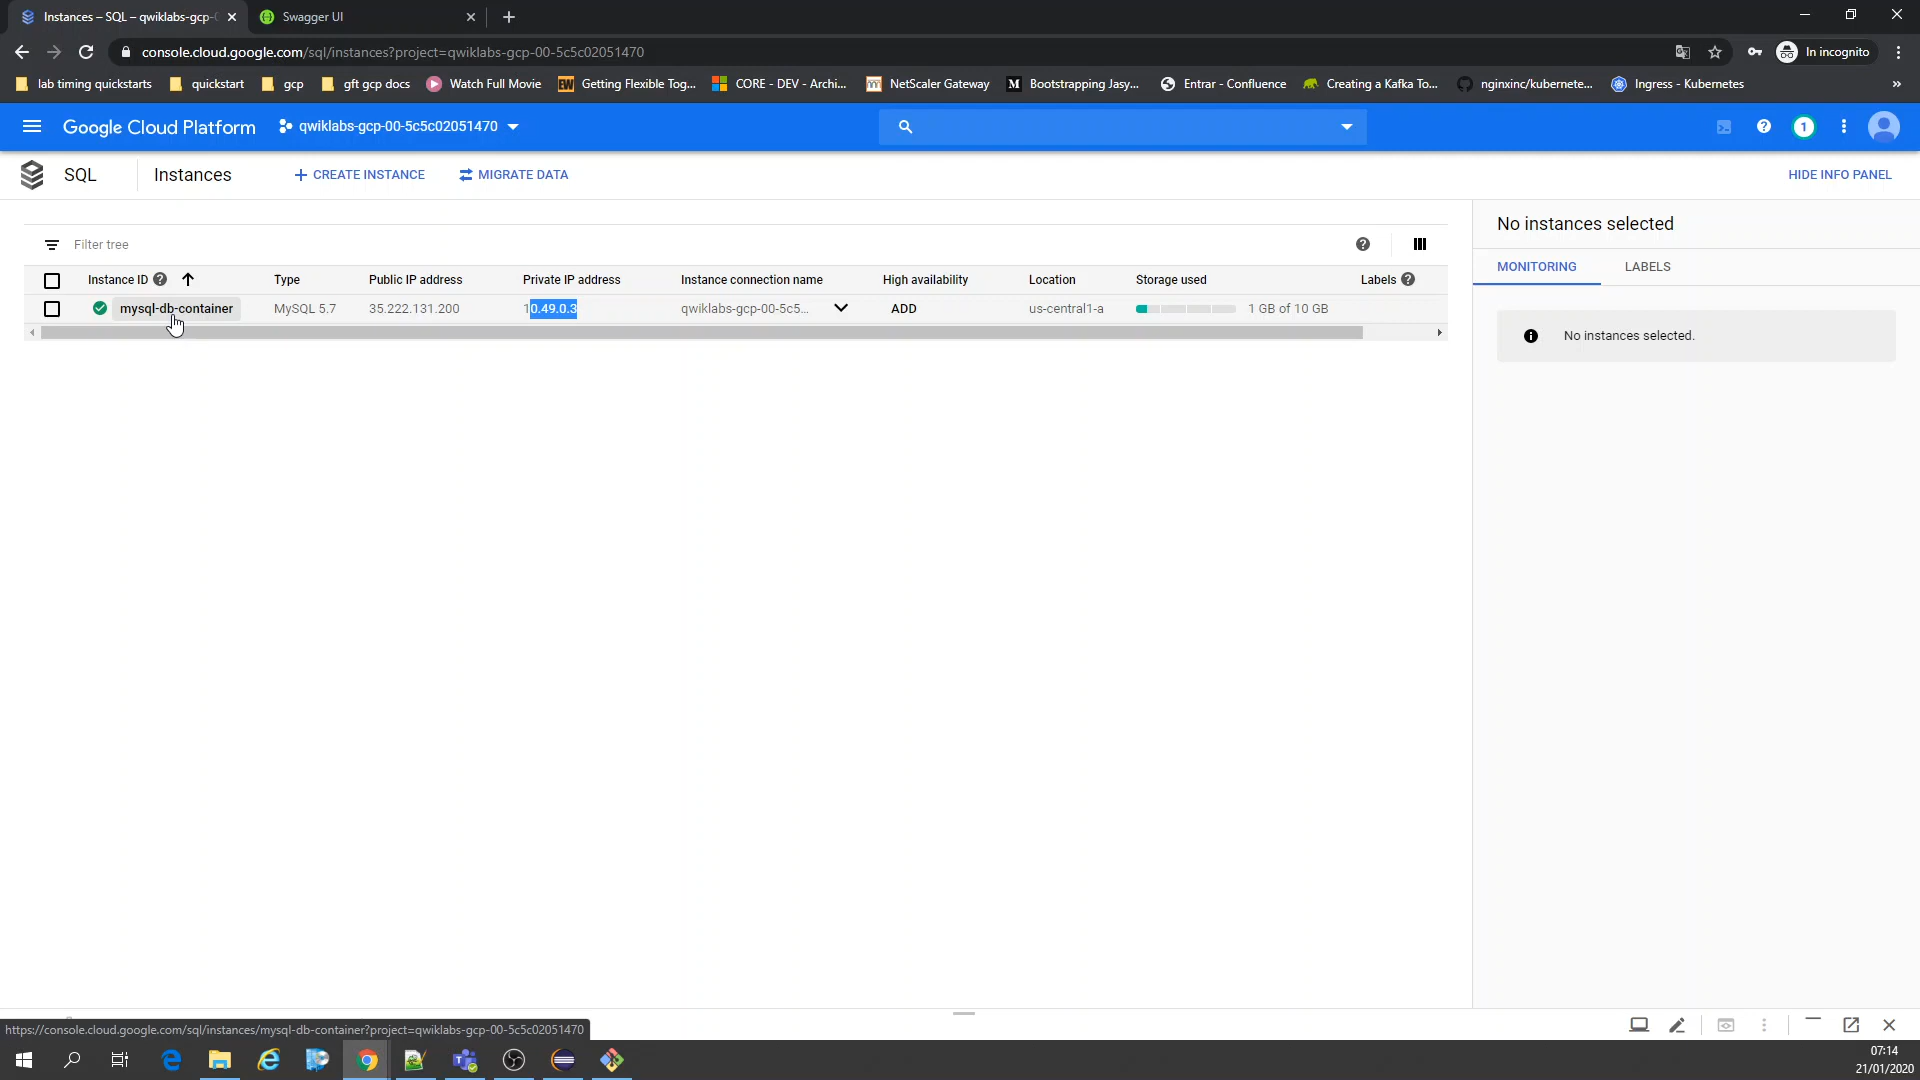 Instances – SQL – qwiklabs-gcp-
Swagger UI
console.cloud.google.com/sql/instances?project=qwiklabs-gcp-00-5c5c02051470
In incognito
lab timing quickstarts
quickstart
gcp
gft gcp docs
Watch Full Movie
EW
Getting Flexible Tog...
CORE - DEV - Archi...
NetScaler Gateway
M
Bootstrapping Jasy...
Entrar - Confluence
Creating a Kafka To...
nginxinc/kubernete...
Ingress - Kubernetes
»
Google Cloud Platform
qwiklabs-gcp-00-5c5c02051470
1
SQL
Instances
CREATE INSTANCE
MIGRATE DATA
HIDE INFO PANEL
Filter tree
No instances selected
MONITORING
LABELS
No instances selected.
Instance ID
Type
Public IP address
Private IP address
Instance connection name
High availability
Location
Storage used
Labels
mysql-db-container
MySQL 5.7
35.222.131.200
10.49.0.3
qwiklabs-gcp-00-5c5...
ADD
us-central1-a
1 GB of 10 GB
https://console.cloud.google.com/sql/instances/mysql-db-container?project=qwiklabs-gcp-00-5c5c02051470
07:14
21/01/2020